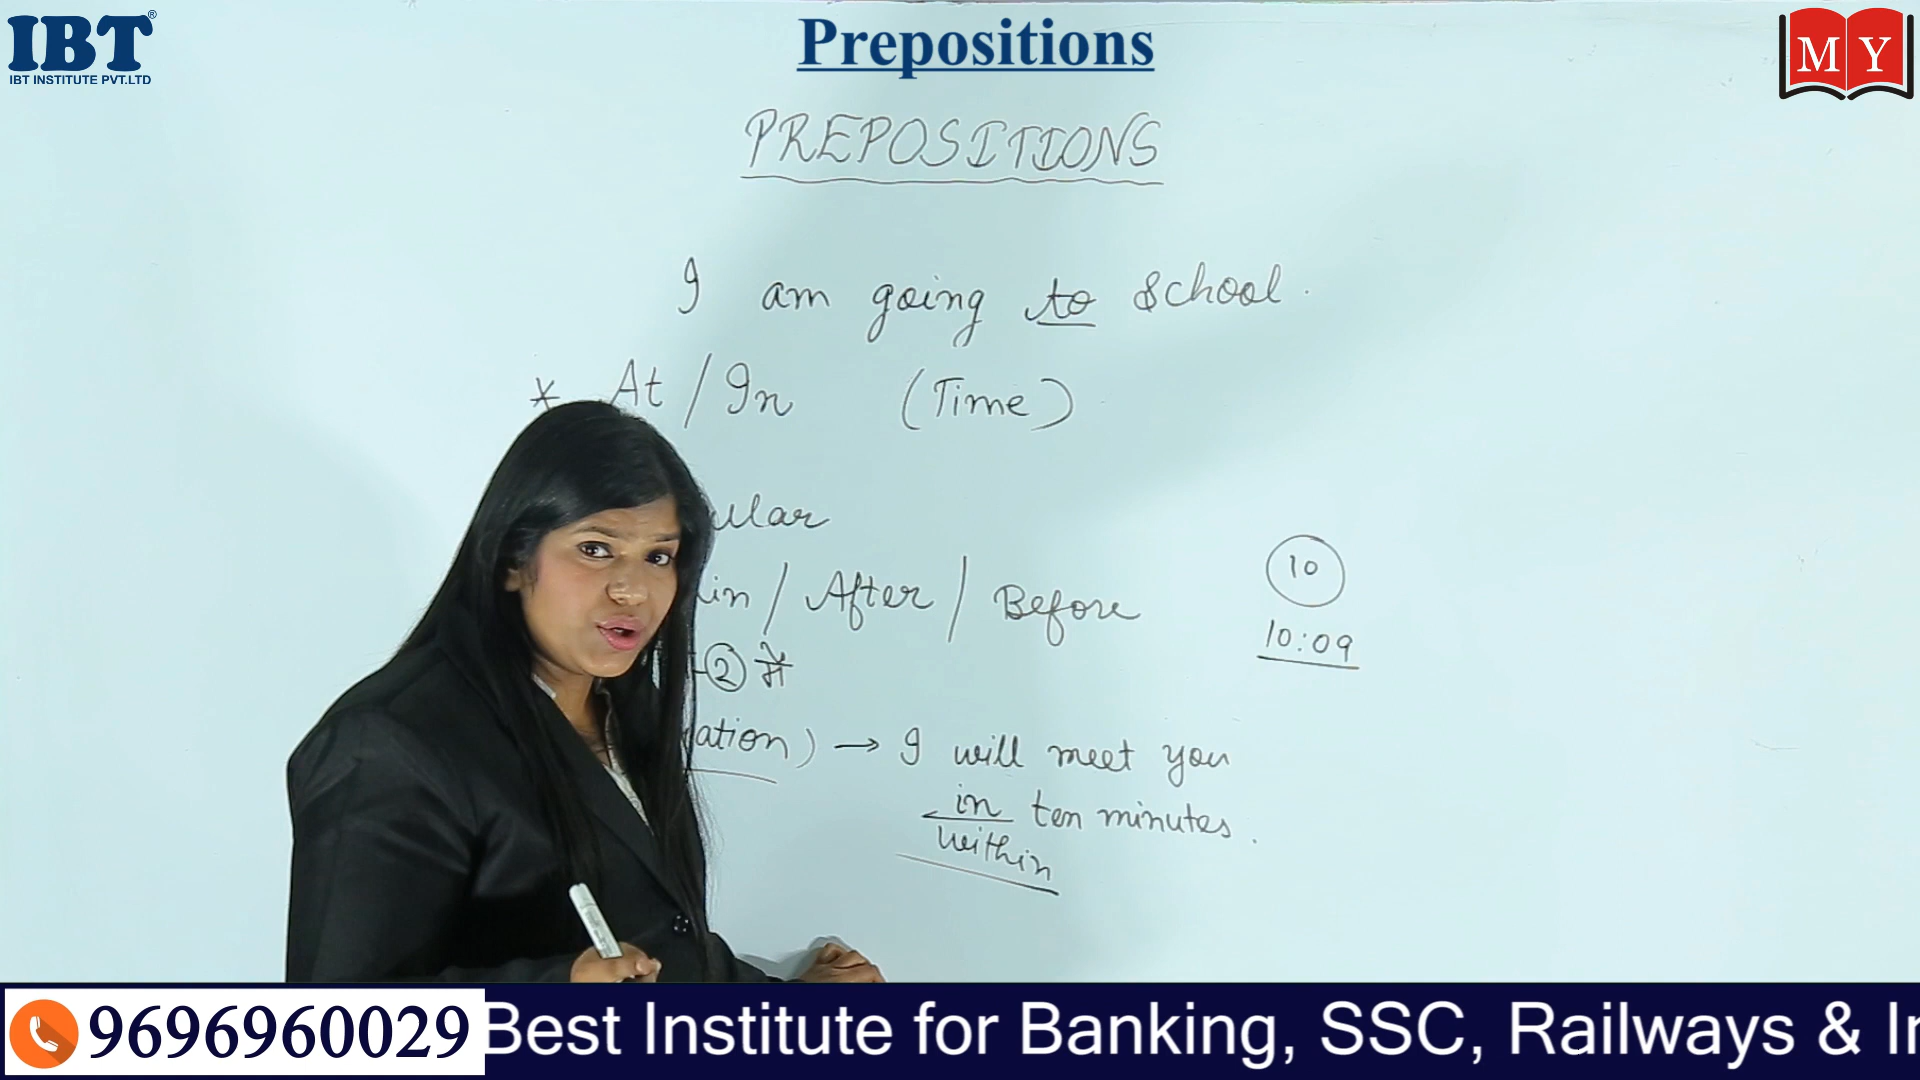 IBT®
IBT INSTITUTE PVT.LTD
Prepositions
M Y
PREPOSITIONS
I am going to School.
* At / In (Time)
10
/ After / Before
10:09
② में
→ I will meet you
in ten minutes.
within
9696960029 Best Institute for Banking, SSC, Railways &